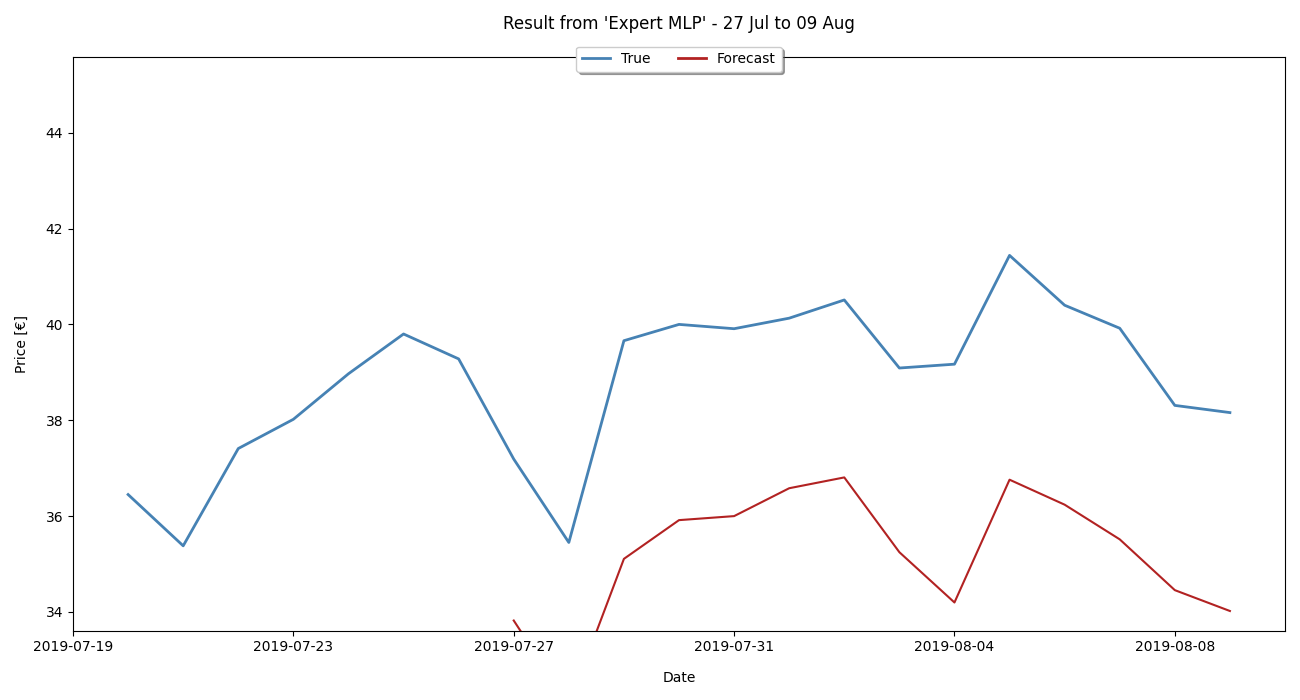 Result from 'Expert MLP' - 27 Jul to 09 Aug
True Forecast
44
42
40
38
36
34
Price [€]
2019-07-19 2019-07-23 2019-07-27 2019-07-31 2019-08-04 2019-08-08
Date